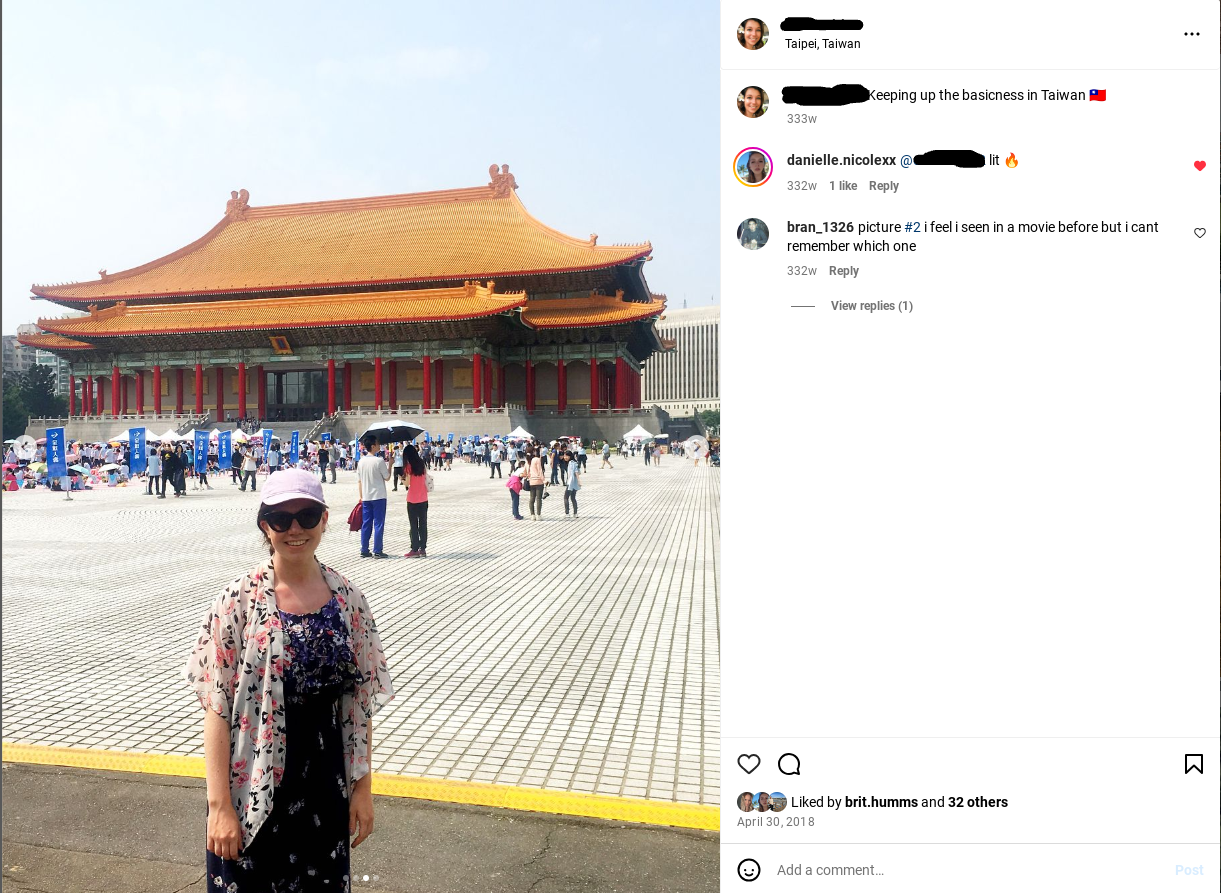 Taipei, Taiwan
Keeping up the basicness in Taiwan 🇹🇼
333w
danielle.nicolexx @ lit 🔥
332w 1 like Reply
bran_1326 picture #2 i feel i seen in a movie before but i cant
remember which one
332w Reply
View replies (1)
Liked by brit.humms and 32 others
April 30, 2018
Add a comment…
Post